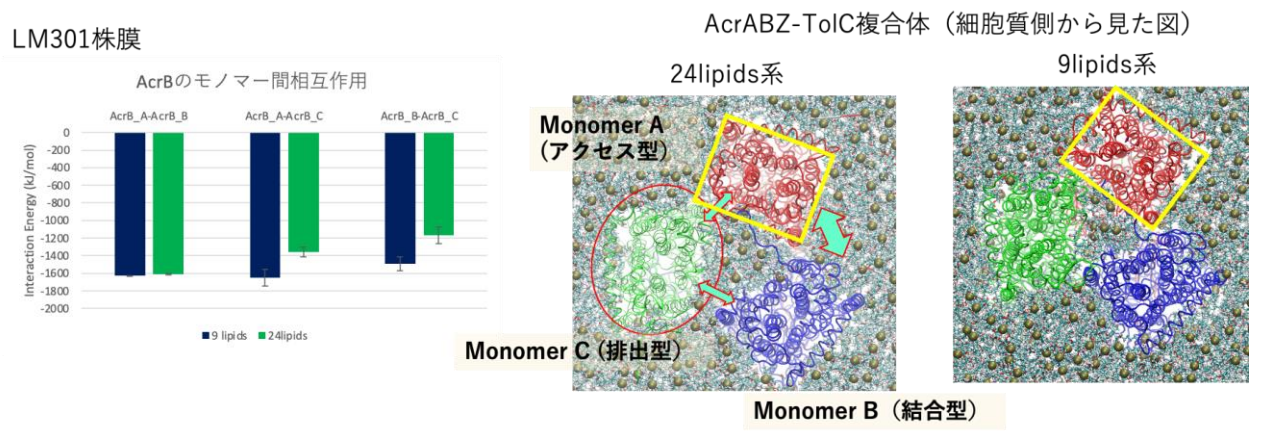 LM301株膜
AcrBのモノマー間相互作用
AcrB_A-AcrB_B
AcrB_A-AcrB_C
AcrB_B-AcrB_C
Interaction Energy (kJ/mol)
0
-200
-400
-600
-800
-1000
-1200
-1400
-1600
-1800
-2000
9 lipids
24lipids
AcrABZ-TolC複合体（細胞質側から見た図）
24lipids系
9lipids系
Monomer A
(アクセス型)
Monomer C (排出型)
Monomer B（結合型）